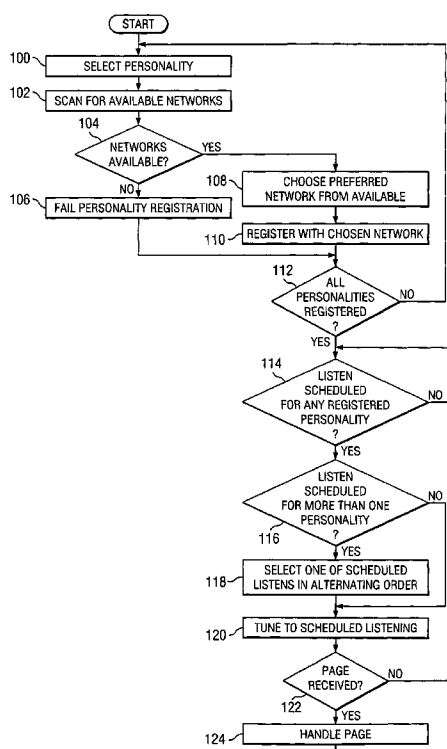 START
100
SELECT PERSONALITY
102
SCAN FOR AVAILABLE NETWORKS
104
NETWORKS
AVAILABLE?
YES
NO
106
FAIL PERSONALITY REGISTRATION
108
CHOOSE PREFERRED
NETWORK FROM AVAILABLE
110
REGISTER WITH CHOSEN NETWORK
112
ALL
PERSONALITIES
REGISTERED
?
NO
YES
114
LISTEN
SCHEDULED
FOR ANY REGISTERED
PERSONALITY
?
NO
YES
LISTEN
SCHEDULED
FOR MORE THAN ONE
PERSONALITY
?
NO
116
YES
118
SELECT ONE OF SCHEDULED
LISTENS IN ALTERNATING ORDER
120
TUNE TO SCHEDULED LISTENING
PAGE
RECEIVED?
NO
122
YES
124
HANDLE PAGE